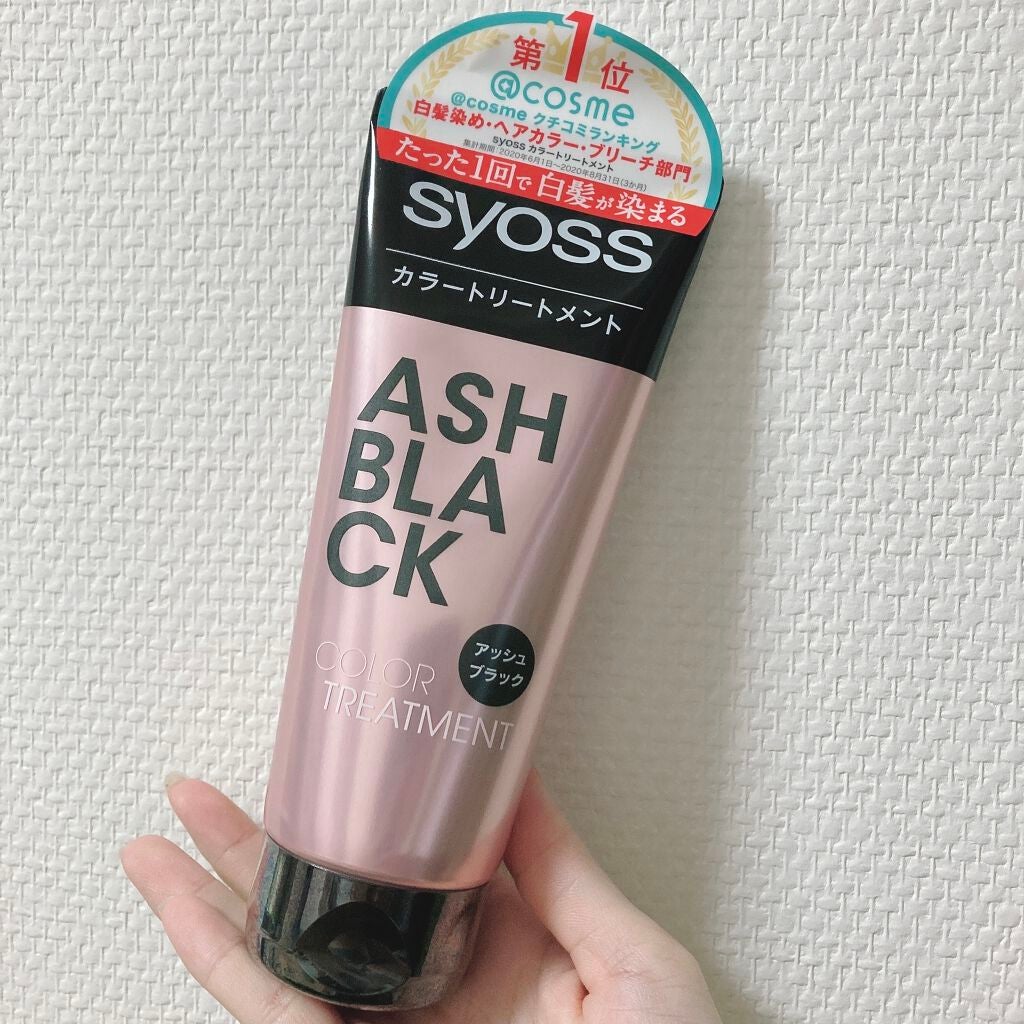 第1位
@cosme
@cosme クチコミランキング
白髪染め・ヘアカラー・ブリーチ部門
syoss カラートリートメント
集計期間:2020年6月1日~2020年8月31日(3か月)
たった1回で白髪が染まる
syoss
カラートリートメント
ASH
BLA
CK
アッシュ
ブラック
COLOR
TREATMENT